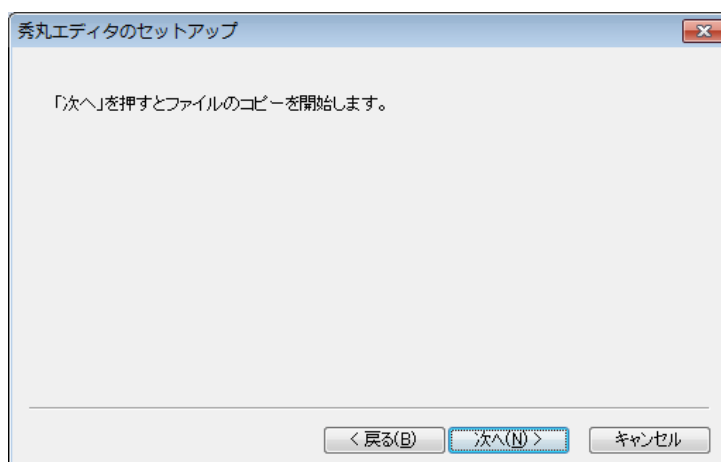 秀丸エディタのセットアップ
「次へ」を押すとファイルのコピーを開始します。
< 戻る(B)
次へ(N) >
キャンセル